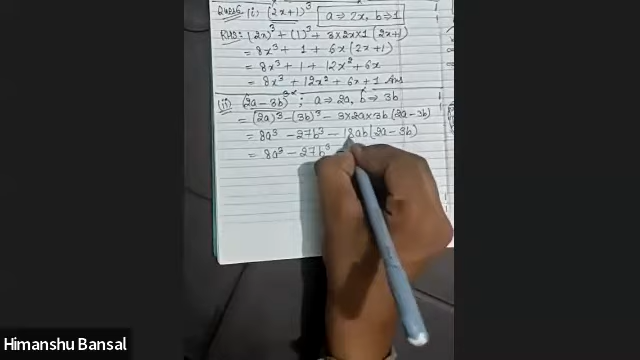 Ques6 (i) (2x+1)³ a⇒2x, b⇒1
RHS: (2x)³ + (1)³ + 3×2x×1 (2x+1)
= 8x³ + 1 + 6x (2x+1)
= 8x³ + 1 + 12x² + 6x
= 8x³ + 12x² + 6x + 1 Ans
(ii) (2a-3b)³ ; a⇒2a, b⇒3b
= (2a)³ - (3b)³ - 3×2a×3b (2a-3b)
= 8a³ - 27b³ - 18ab (2a-3b)
= 8a³ - 27b³
Himanshu Bansal